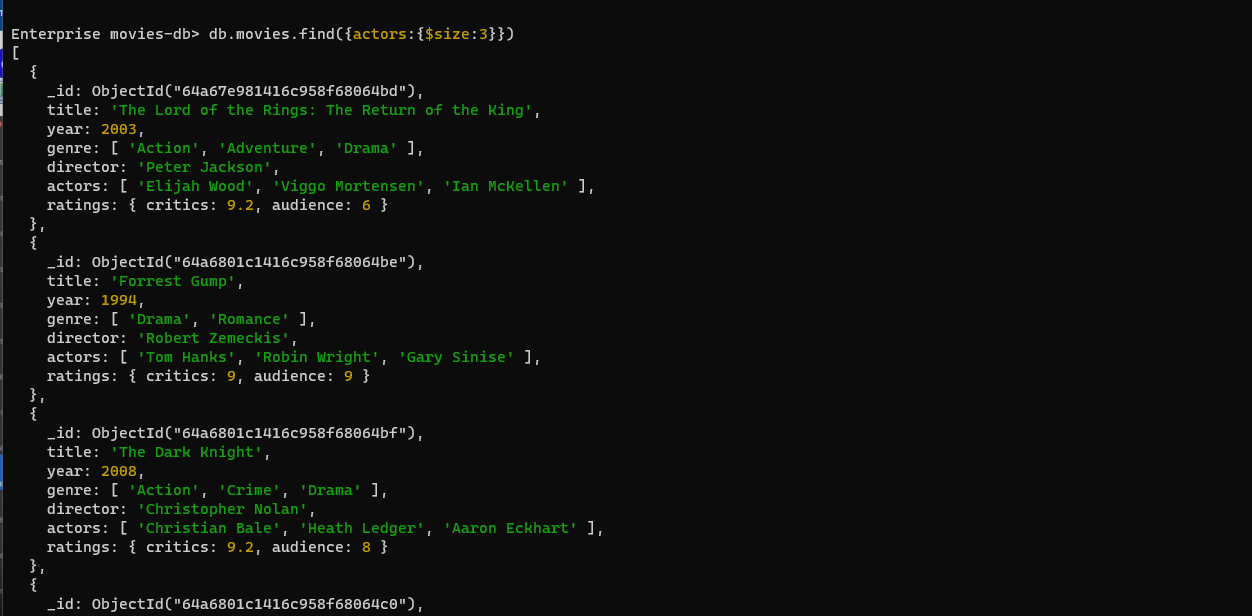 Enterprise movies-db> db.movies.find({actors:{$size:3}})
[
  {
    _id: ObjectId("64a67e981416c958f68064bd"),
    title: 'The Lord of the Rings: The Return of the King',
    year: 2003,
    genre: [ 'Action', 'Adventure', 'Drama' ],
    director: 'Peter Jackson',
    actors: [ 'Elijah Wood', 'Viggo Mortensen', 'Ian McKellen' ],
    ratings: { critics: 9.2, audience: 6 }
  },
  {
    _id: ObjectId("64a6801c1416c958f68064be"),
    title: 'Forrest Gump',
    year: 1994,
    genre: [ 'Drama', 'Romance' ],
    director: 'Robert Zemeckis',
    actors: [ 'Tom Hanks', 'Robin Wright', 'Gary Sinise' ],
    ratings: { critics: 9, audience: 9 }
  },
  {
    _id: ObjectId("64a6801c1416c958f68064bf"),
    title: 'The Dark Knight',
    year: 2008,
    genre: [ 'Action', 'Crime', 'Drama' ],
    director: 'Christopher Nolan',
    actors: [ 'Christian Bale', 'Heath Ledger', 'Aaron Eckhart' ],
    ratings: { critics: 9.2, audience: 8 }
  },
  {
    _id: ObjectId("64a6801c1416c958f68064c0"),